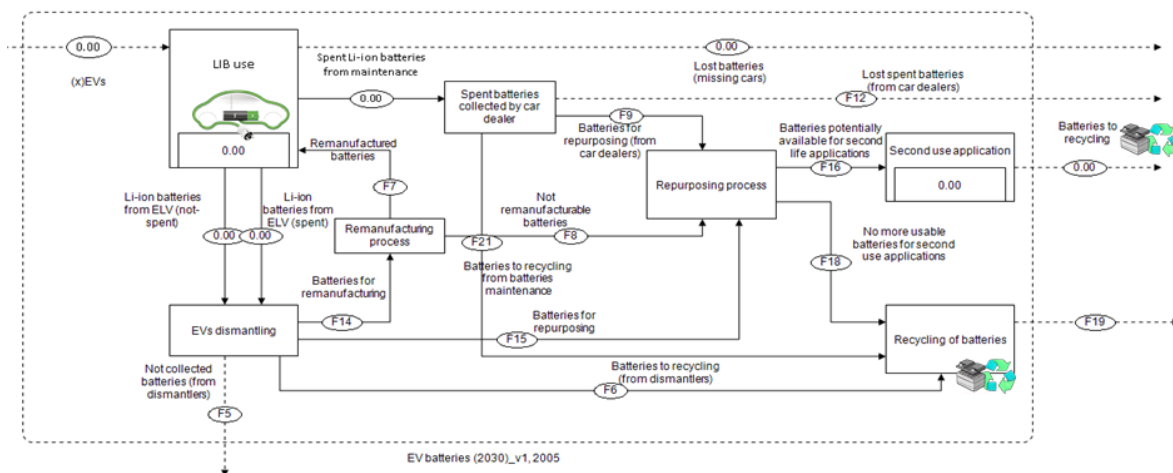 0.00
(x)EVs
LIB use
0.00
Spent Li-ion batteries
from maintenance
0.00
0.00
Lost batteries
(missing cars)
Spent batteries
collected by car
dealer
Lost spent batteries
(from car dealers)
F12
F9
Batteries for
repurposing (from
car dealers)
Batteries potentially
available for second
life applications
F16
Second use application
0.00
Batteries to
recycling
0.00
Remanufactured
batteries
F7
Repurposing process
Li-ion batteries
from ELV (not-
spent)
Li-ion
batteries from
ELV (spent)
0.00
0.00
Remanufacturing
process
Not
remanufacturable
batteries
F8
F21
Batteries to recycling
from batteries
maintenance
No more usable
batteries for second
use applications
F18
Batteries for
remanufacturing
F14
EVs dismantling
Batteries for
repurposing
F15
Recycling of batteries
F19
Not collected
batteries (from
dismantlers)
F5
Batteries to recycling
(from dismantlers)
F6
EV batteries (2030)_v1, 2005